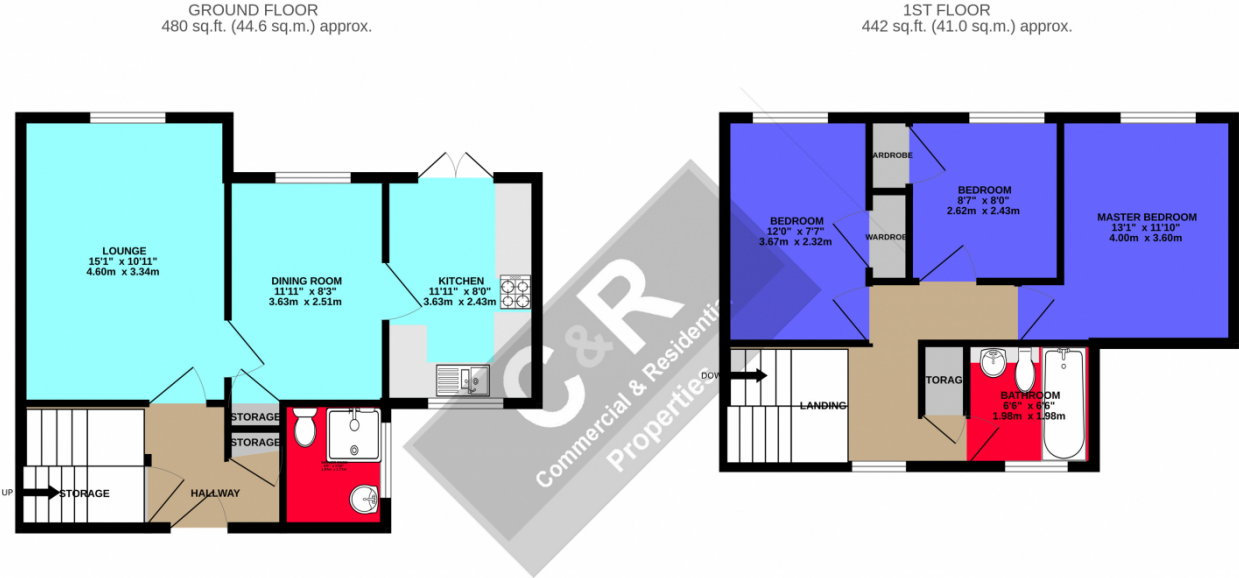 GROUND FLOOR
480 sq.ft. (44.6 sq.m.) approx.
1ST FLOOR
442 sq.ft. (41.0 sq.m.) approx.
LOUNGE
15'1" x 10'11"
4.60m x 3.34m
DINING ROOM
11'11" x 8'3"
3.63m x 2.51m
KITCHEN
11'11" x 8'0"
3.63m x 2.43m
STORAGE
STORAGE
UP
STORAGE
HALLWAY
BEDROOM
12'0" x 7'7"
3.67m x 2.32m
ARDROBE
WARDROBE
BEDROOM
8'7" x 8'0"
2.62m x 2.43m
MASTER BEDROOM
13'1" x 11'10"
4.00m x 3.60m
DOW
LANDING
TORAG
BATHROOM
6'6" x 6'6"
1.98m x 1.98m
C&R
Commercial & Residential
Properties